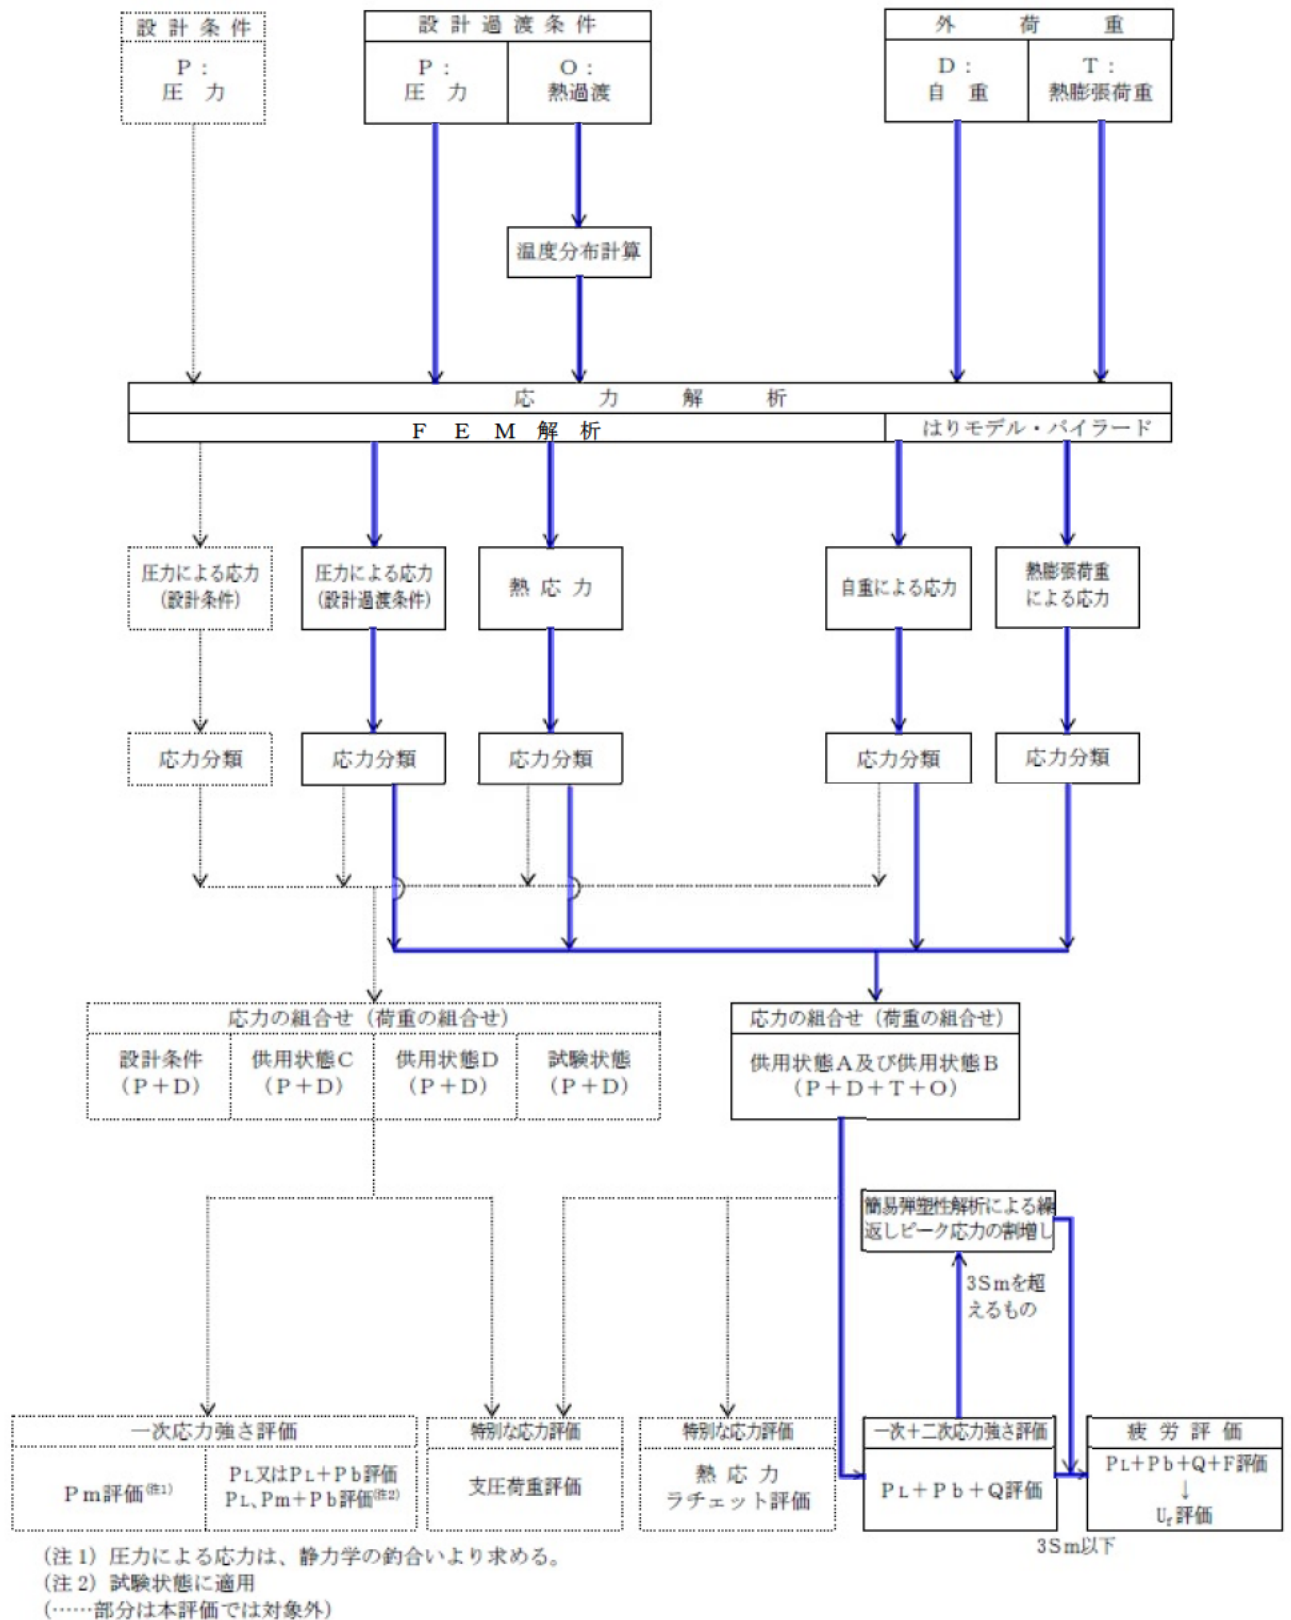 設計条件
P：
圧力
設計過渡条件
P：
圧力
O：
熱過渡
外荷重
D：
自重
T：
熱膨張荷重
温度分布計算
応力解析
FEM解析
はりモデル・バイラード
圧力による応力
(設計条件)
圧力による応力
(設計過渡条件)
熱応力
自重による応力
熱膨張荷重
による応力
応力分類
応力分類
応力分類
応力分類
応力分類
応力の組合せ（荷重の組合せ）
設計条件
（P＋D）
供用状態C
（P＋D）
供用状態D
（P＋D）
試験状態
（P＋D）
応力の組合せ（荷重の組合せ）
供用状態A及び供用状態B
（P＋D＋T＋O）
簡易弾塑性解析による繰
返しピーク応力の割増し
3Smを超
えるもの
一次応力強さ評価
Pm評価(注1)
PL又はPL＋Pb評価
PL、Pm＋Pb評価(注2)
特別な応力評価
支圧荷重評価
特別な応力評価
熱応力
ラチェット評価
一次＋二次応力強さ評価
PL＋Pb＋Q評価
疲労評価
PL＋Pb＋Q＋F評価
↓
Uf評価
3Sm以下
(注1) 圧力による応力は、静力学の釣合いより求める。
(注2) 試験状態に適用
(……部分は本評価では対象外)